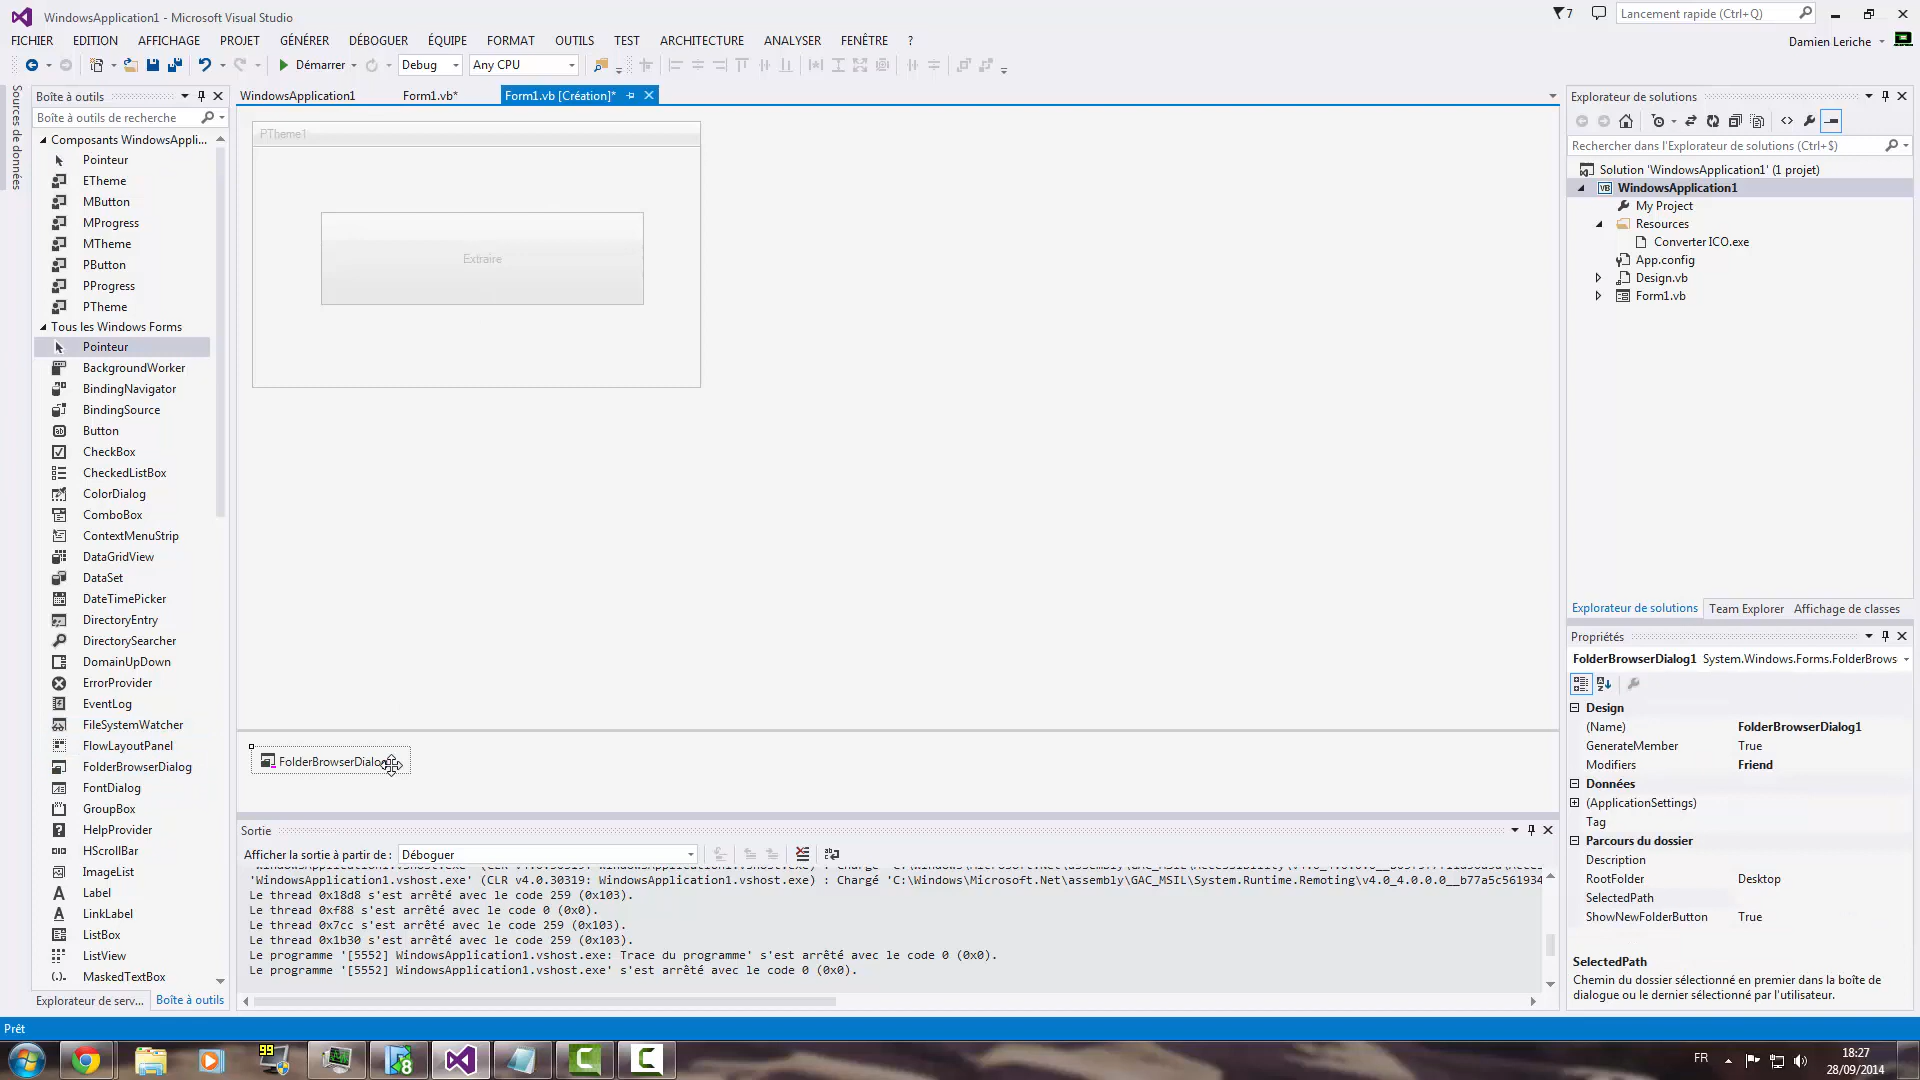 WindowsApplication1 - Microsoft Visual Studio
7
Lancement rapide (Ctrl+Q)
FICHIER EDITION AFFICHAGE PROJET GÉNÉRER DÉBOGUER ÉQUIPE FORMAT OUTILS TEST ARCHITECTURE ANALYSER FENÊTRE ?
Damien Leriche
Démarrer Debug Any CPU
Sources de données
Boîte à outils
Boîte à outils de recherche
Composants WindowsAppli...
Pointeur
ETheme
MButton
MProgress
MTheme
PButton
PProgress
PTheme
Tous les Windows Forms
Pointeur
BackgroundWorker
BindingNavigator
BindingSource
Button
CheckBox
CheckedListBox
ColorDialog
ComboBox
ContextMenuStrip
DataGridView
DataSet
DateTimePicker
DirectoryEntry
DirectorySearcher
DomainUpDown
ErrorProvider
EventLog
FileSystemWatcher
FlowLayoutPanel
FolderBrowserDialog
FontDialog
GroupBox
HelpProvider
HScrollBar
ImageList
Label
LinkLabel
ListBox
ListView
MaskedTextBox
Explorateur de serv... Boîte à outils
WindowsApplication1 Form1.vb* Form1.vb [Création]*
PTheme1
Extraire
Sortie
Afficher la sortie à partir de : Déboguer
'WindowsApplication1.vshost.exe' (CLR v4.0.30319: WindowsApplication1.vshost.exe) : Chargé 'C:\Windows\Microsoft.Net\assembly\GAC_MSIL\System.Runtime.Remoting\v4.0_4.0.0.0__b77a5c561934
Le thread 0x18d8 s'est arrêté avec le code 259 (0x103).
Le thread 0xf88 s'est arrêté avec le code 0 (0x0).
Le thread 0x7cc s'est arrêté avec le code 259 (0x103).
Le thread 0x1b30 s'est arrêté avec le code 259 (0x103).
Le programme '[5552] WindowsApplication1.vshost.exe: Trace du programme' s'est arrêté avec le code 0 (0x0).
Le programme '[5552] WindowsApplication1.vshost.exe' s'est arrêté avec le code 0 (0x0).
Explorateur de solutions
Rechercher dans l'Explorateur de solutions (Ctrl+$)
Solution 'WindowsApplication1' (1 projet)
WindowsApplication1
My Project
Resources
Converter ICO.exe
App.config
Design.vb
Form1.vb
Explorateur de solutions Team Explorer Affichage de classes
Propriétés
FolderBrowserDialog1 System.Windows.Forms.FolderBrows
Design
(Name) FolderBrowserDialog1
GenerateMember True
Modifiers Friend
Données
(ApplicationSettings)
Tag
Parcours du dossier
Description
RootFolder Desktop
SelectedPath
ShowNewFolderButton True
SelectedPath
Chemin du dossier sélectionné en premier dans la boîte de
dialogue ou le dernier sélectionné par l'utilisateur.
Prêt
99
8
FR
18:27
28/09/2014